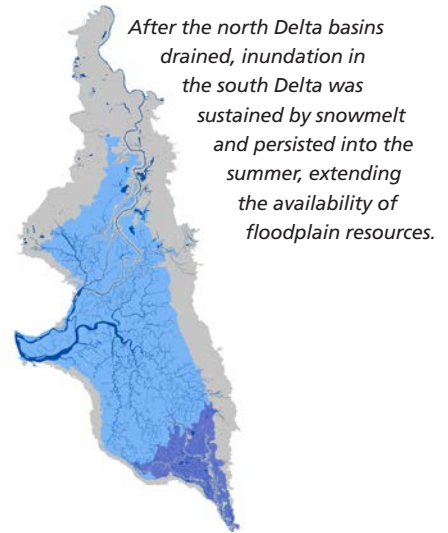 After the north Delta basins
drained, inundation in
the south Delta was
sustained by snowmelt
and persisted into the
summer, extending
the availability of
floodplain resources.